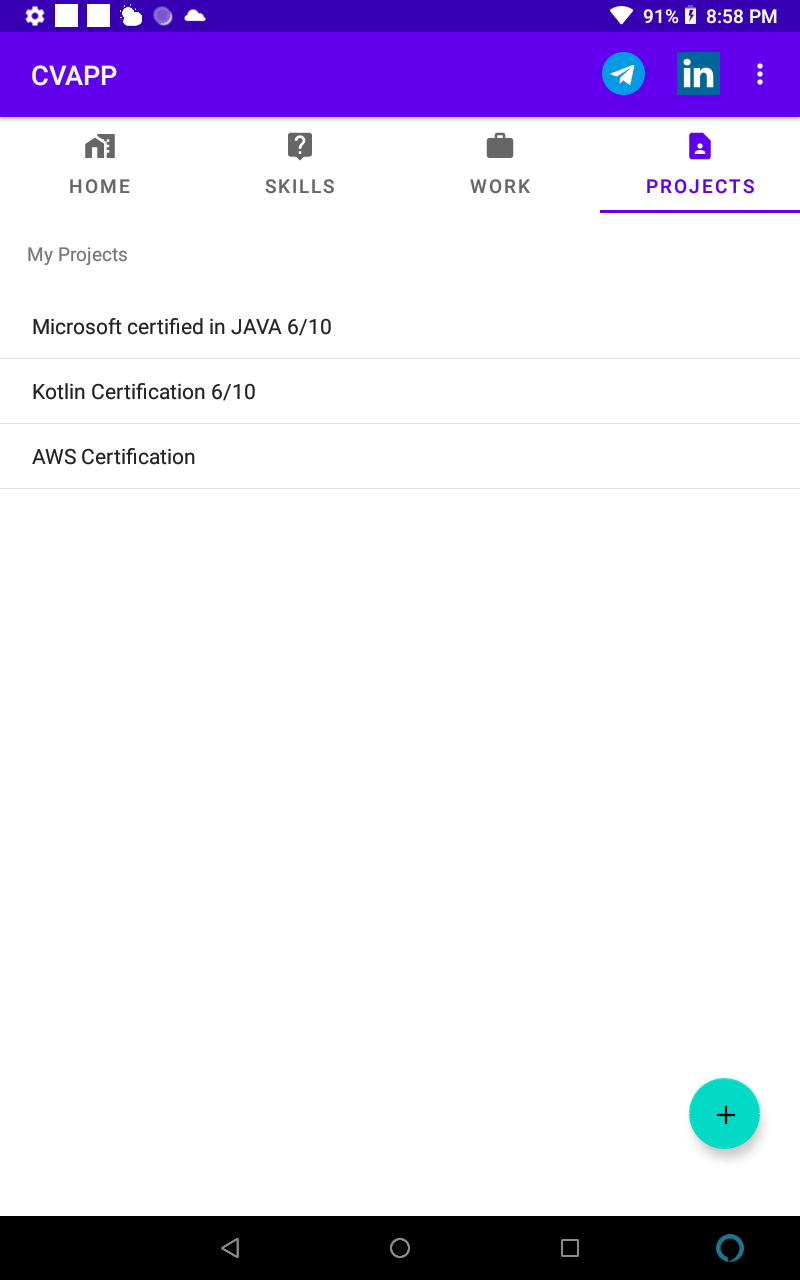 91% 8:58 PM
CVAPP
in
HOME SKILLS WORK PROJECTS
My Projects
Microsoft certified in JAVA 6/10
Kotlin Certification 6/10
AWS Certification